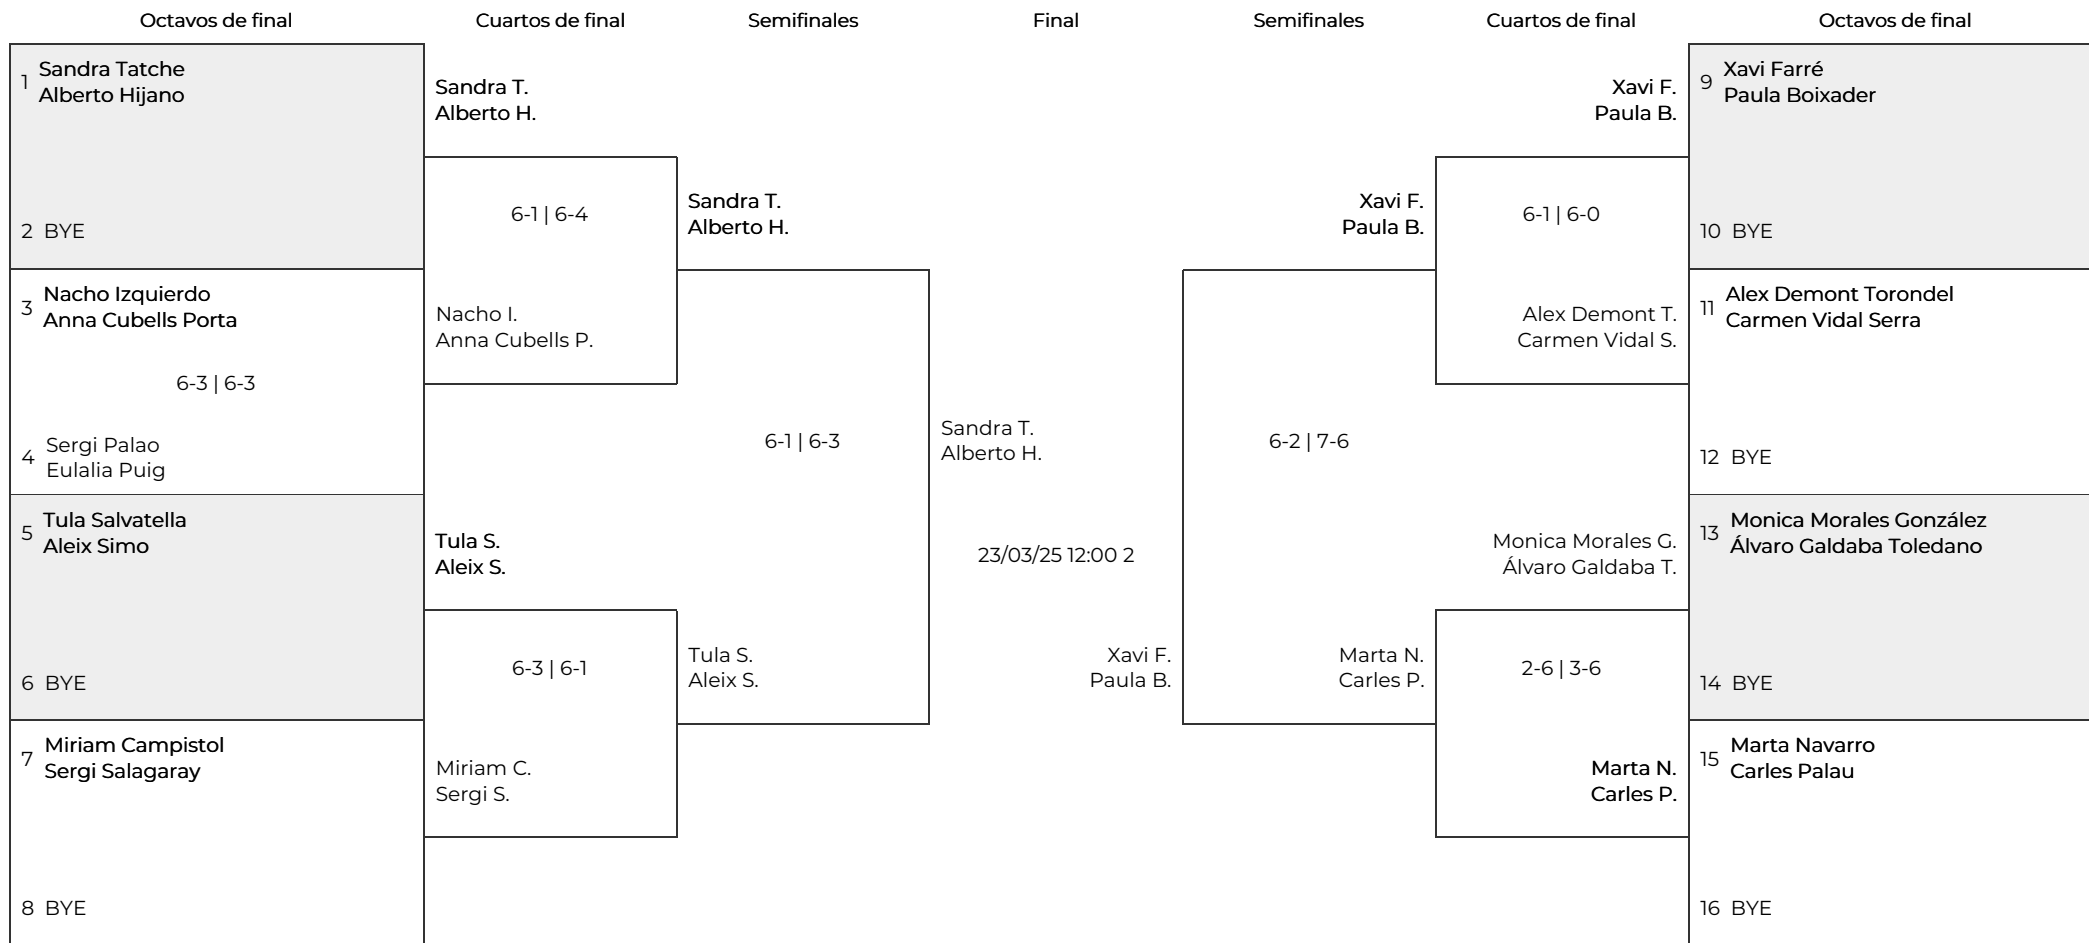 Octavos de final
Cuartos de final
Semifinales
Final
Semifinales
Cuartos de final
Octavos de final
1
Sandra Tatche
Alberto Hijano
2 BYE
3
Nacho Izquierdo
Anna Cubells Porta
6-3 | 6-3
4
Sergi Palao
Eulalia Puig
5
Tula Salvatella
Aleix Simo
6 BYE
7
Miriam Campistol
Sergi Salagaray
8 BYE
Sandra T.
Alberto H.
6-1 | 6-4
Nacho I.
Anna Cubells P.
Tula S.
Aleix S.
6-3 | 6-1
Miriam C.
Sergi S.
Sandra T.
Alberto H.
6-1 | 6-3
Tula S.
Aleix S.
Sandra T.
Alberto H.
23/03/25 12:00 2
Xavi F.
Paula B.
Xavi F.
Paula B.
6-2 | 7-6
Marta N.
Carles P.
Xavi F.
Paula B.
6-1 | 6-0
Alex Demont T.
Carmen Vidal S.
Monica Morales G.
Álvaro Galdaba T.
2-6 | 3-6
Marta N.
Carles P.
9
Xavi Farré
Paula Boixader
10 BYE
11
Alex Demont Torondel
Carmen Vidal Serra
12 BYE
13
Monica Morales González
Álvaro Galdaba Toledano
14 BYE
15
Marta Navarro
Carles Palau
16 BYE